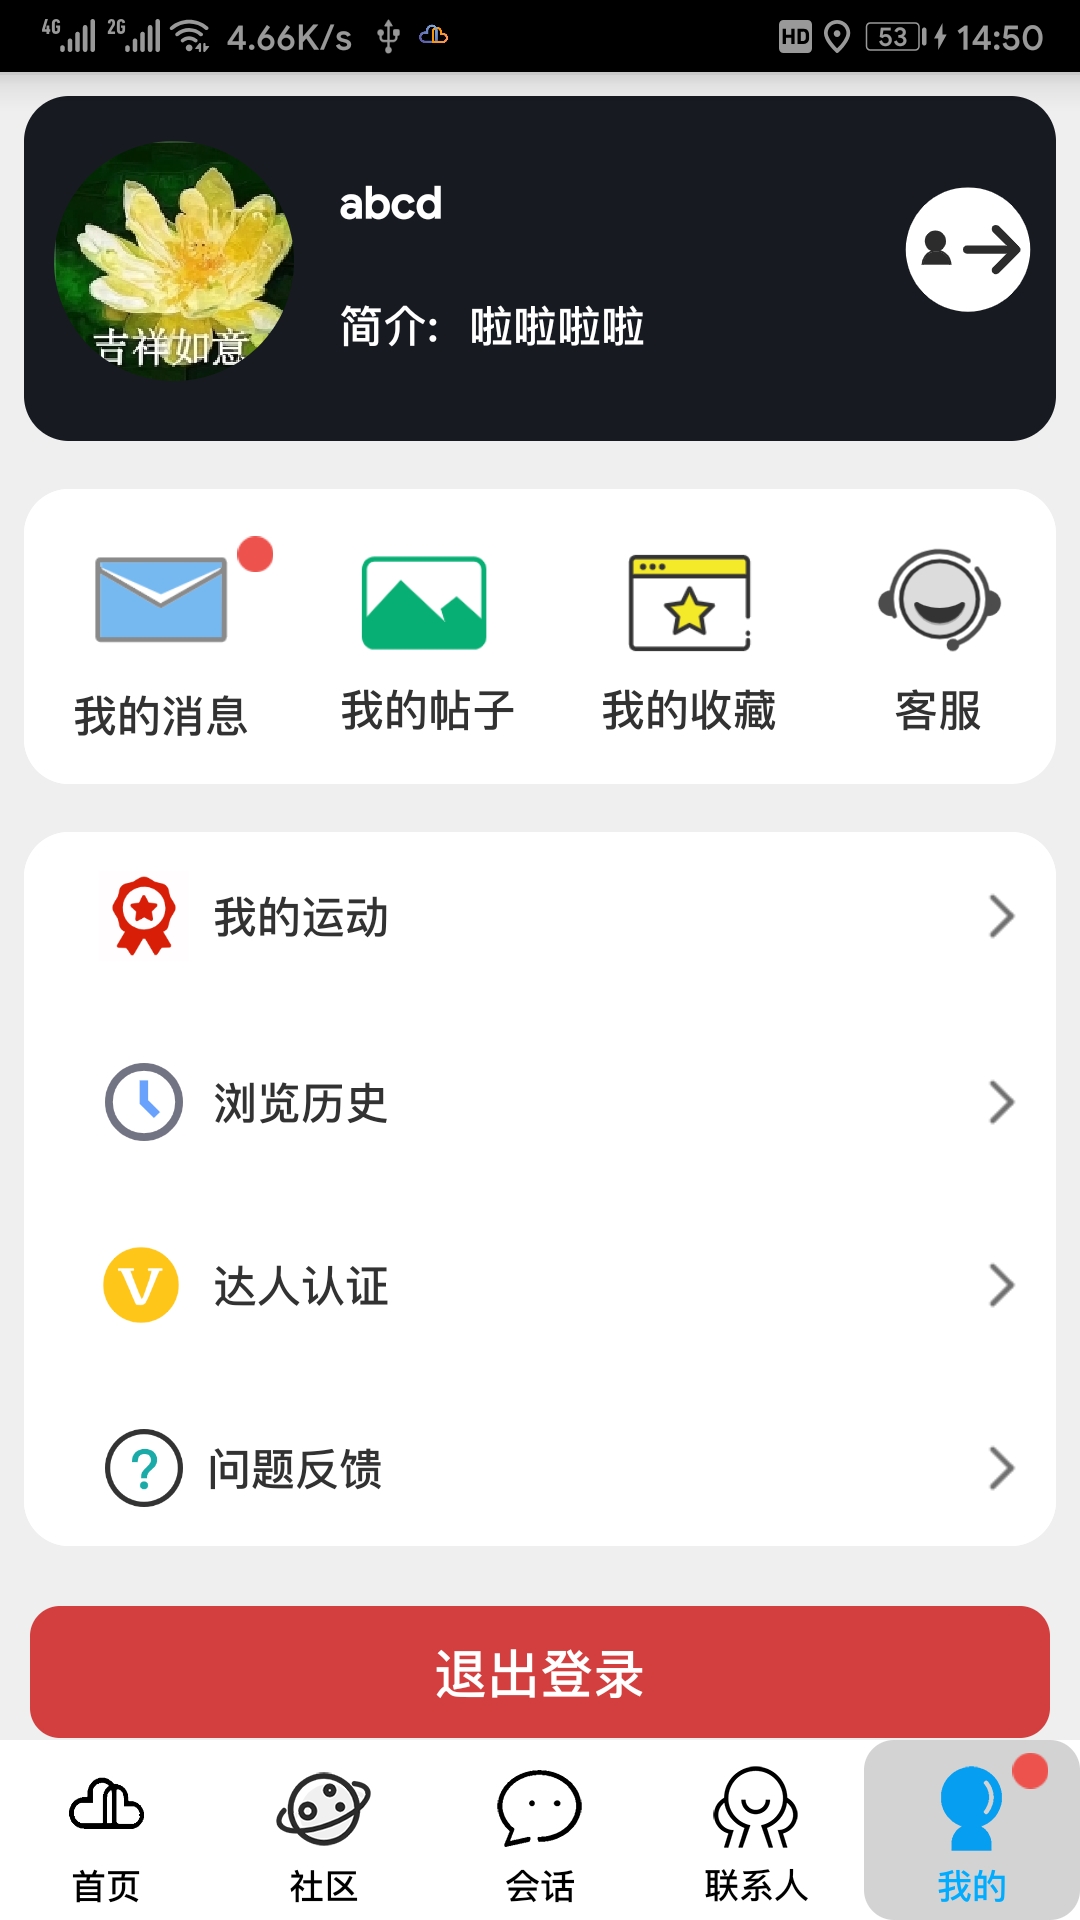 4G 2G 4.66K/s HD 53 14:50
abcd
简介: 啦啦啦啦
吉祥如意
我的消息 我的帖子 我的收藏 客服
我的运动
浏览历史
V 达人认证
? 问题反馈
退出登录
首页 社区 会话 联系人 我的